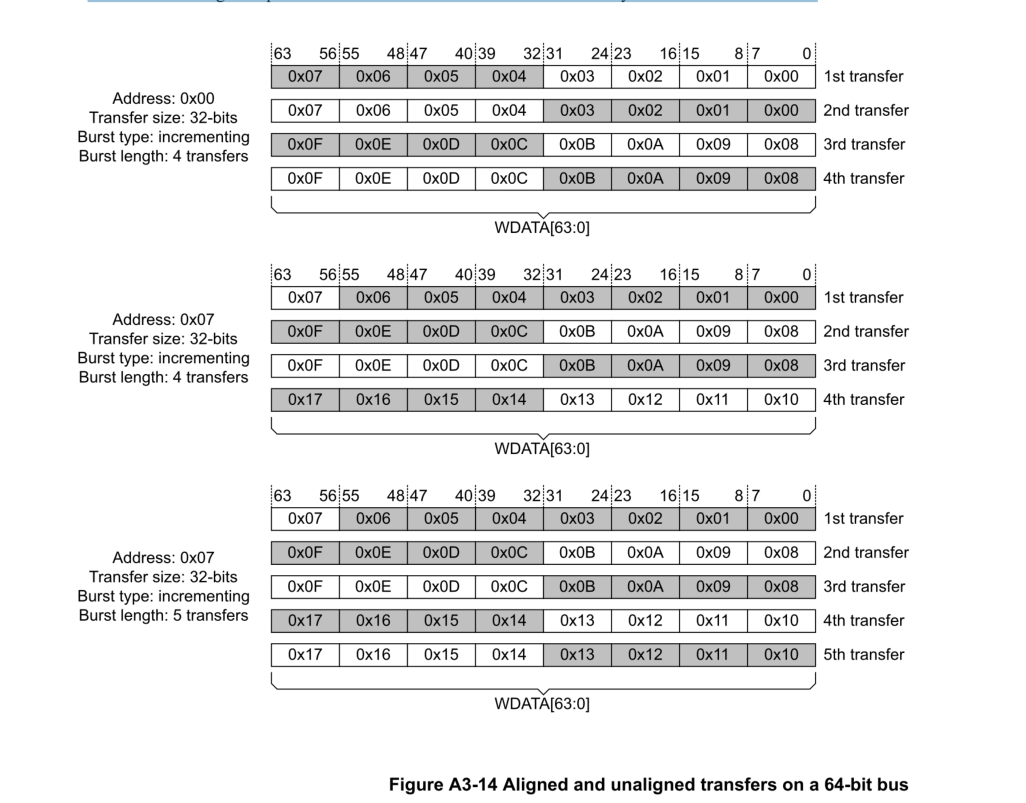 63 56 55 48 47 40 39 32 31 24 23 16 15 8 7 0
0x07 0x06 0x05 0x04 0x03 0x02 0x01 0x00 1st transfer
Address: 0x00
Transfer size: 32-bits
Burst type: incrementing
Burst length: 4 transfers
0x07 0x06 0x05 0x04 0x03 0x02 0x01 0x00 2nd transfer
0x0F 0x0E 0x0D 0x0C 0x0B 0x0A 0x09 0x08 3rd transfer
0x0F 0x0E 0x0D 0x0C 0x0B 0x0A 0x09 0x08 4th transfer
WDATA[63:0]
63 56 55 48 47 40 39 32 31 24 23 16 15 8 7 0
0x07 0x06 0x05 0x04 0x03 0x02 0x01 0x00 1st transfer
Address: 0x07
Transfer size: 32-bits
Burst type: incrementing
Burst length: 4 transfers
0x0F 0x0E 0x0D 0x0C 0x0B 0x0A 0x09 0x08 2nd transfer
0x0F 0x0E 0x0D 0x0C 0x0B 0x0A 0x09 0x08 3rd transfer
0x17 0x16 0x15 0x14 0x13 0x12 0x11 0x10 4th transfer
WDATA[63:0]
63 56 55 48 47 40 39 32 31 24 23 16 15 8 7 0
0x07 0x06 0x05 0x04 0x03 0x02 0x01 0x00 1st transfer
0x0F 0x0E 0x0D 0x0C 0x0B 0x0A 0x09 0x08 2nd transfer
Address: 0x07
Transfer size: 32-bits
Burst type: incrementing
Burst length: 5 transfers
0x0F 0x0E 0x0D 0x0C 0x0B 0x0A 0x09 0x08 3rd transfer
0x17 0x16 0x15 0x14 0x13 0x12 0x11 0x10 4th transfer
0x17 0x16 0x15 0x14 0x13 0x12 0x11 0x10 5th transfer
WDATA[63:0]
Figure A3-14 Aligned and unaligned transfers on a 64-bit bus